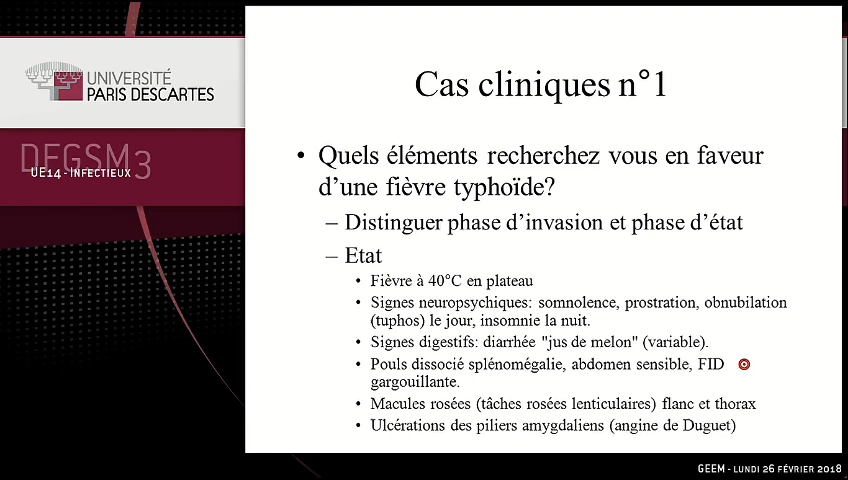 UNIVERSITÉ
PARIS DESCARTES
DFGSM3
UE14 - INFECTIEUX
Cas cliniques n°1
• Quels éléments recherchez vous en faveur
d’une fièvre typhoïde?
– Distinguer phase d’invasion et phase d’état
– Etat
• Fièvre à 40°C en plateau
• Signes neuropsychiques: somnolence, prostration, obnubilation
(tuphos) le jour, insomnie la nuit.
• Signes digestifs: diarrhée "jus de melon" (variable).
• Pouls dissocié splénomégalie, abdomen sensible, FID
gargouillante.
• Macules rosées (tâches rosées lenticulaires) flanc et thorax
• Ulcérations des piliers amygdaliens (angine de Duguet)
GEEM - LUNDI 26 FÉVRIER 2018